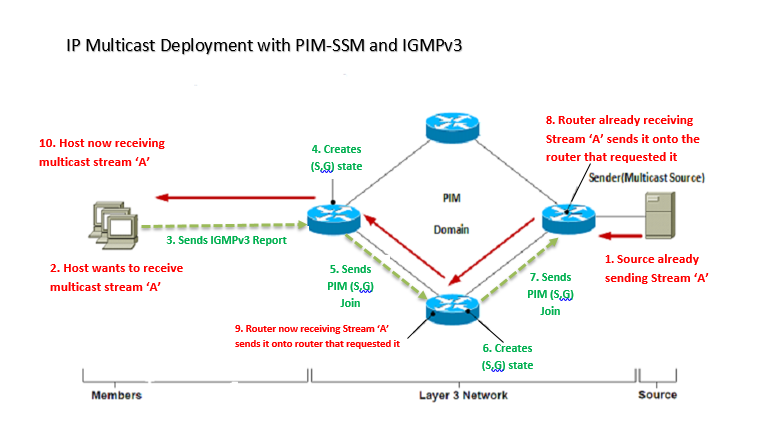 IP Multicast Deployment with PIM-SSM and IGMPv3
10. Host now receiving
multicast stream ‘A’
4. Creates
(S,G) state
8. Router already receiving
Stream ‘A’ sends it onto the
router that requested it
Sender(Multicast Source)
PIM
Domain
3. Sends IGMPv3 Report
2. Host wants to receive
multicast stream ‘A’
5. Sends
PIM (S,G)
Join
7. Sends
PIM (S,G)
Join
1. Source already
sending Stream ‘A’
9. Router now receiving Stream ‘A’
sends it onto router that requested it
6. Creates
(S,G) state
Members
Layer 3 Network
Source